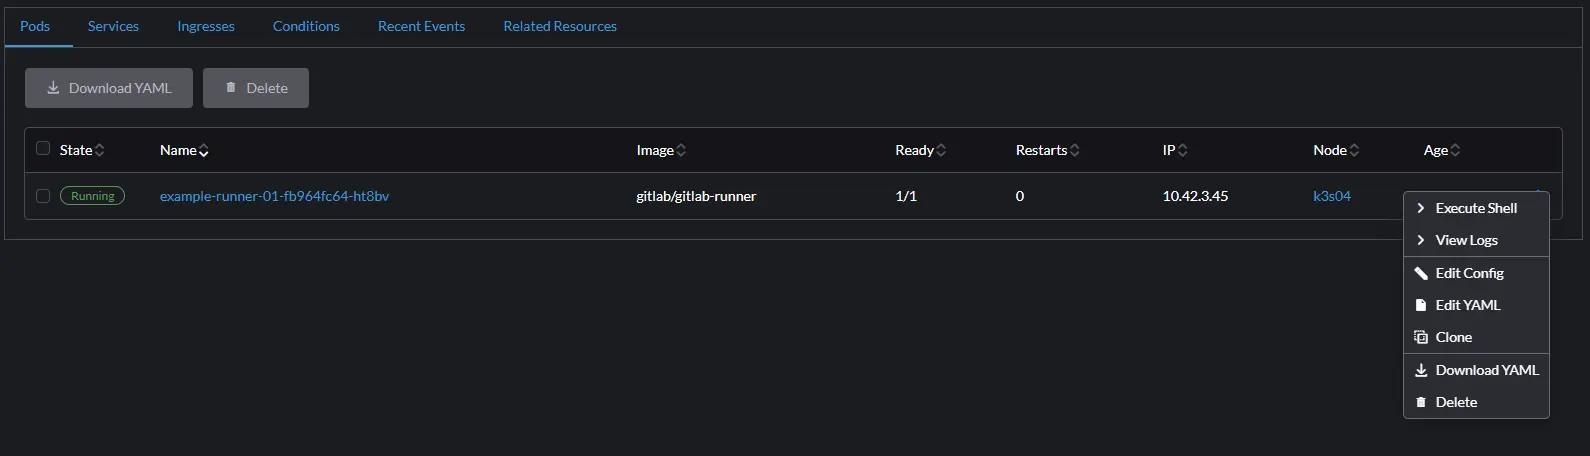 Pods Services Ingresses Conditions Recent Events Related Resources
Download YAML Delete
State Name Image Ready Restarts IP Node Age
Running example-runner-01-fb964fc64-ht8bv gitlab/gitlab-runner 1/1 0 10.42.3.45 k3s04
Execute Shell
View Logs
Edit Config
Edit YAML
Clone
Download YAML
Delete